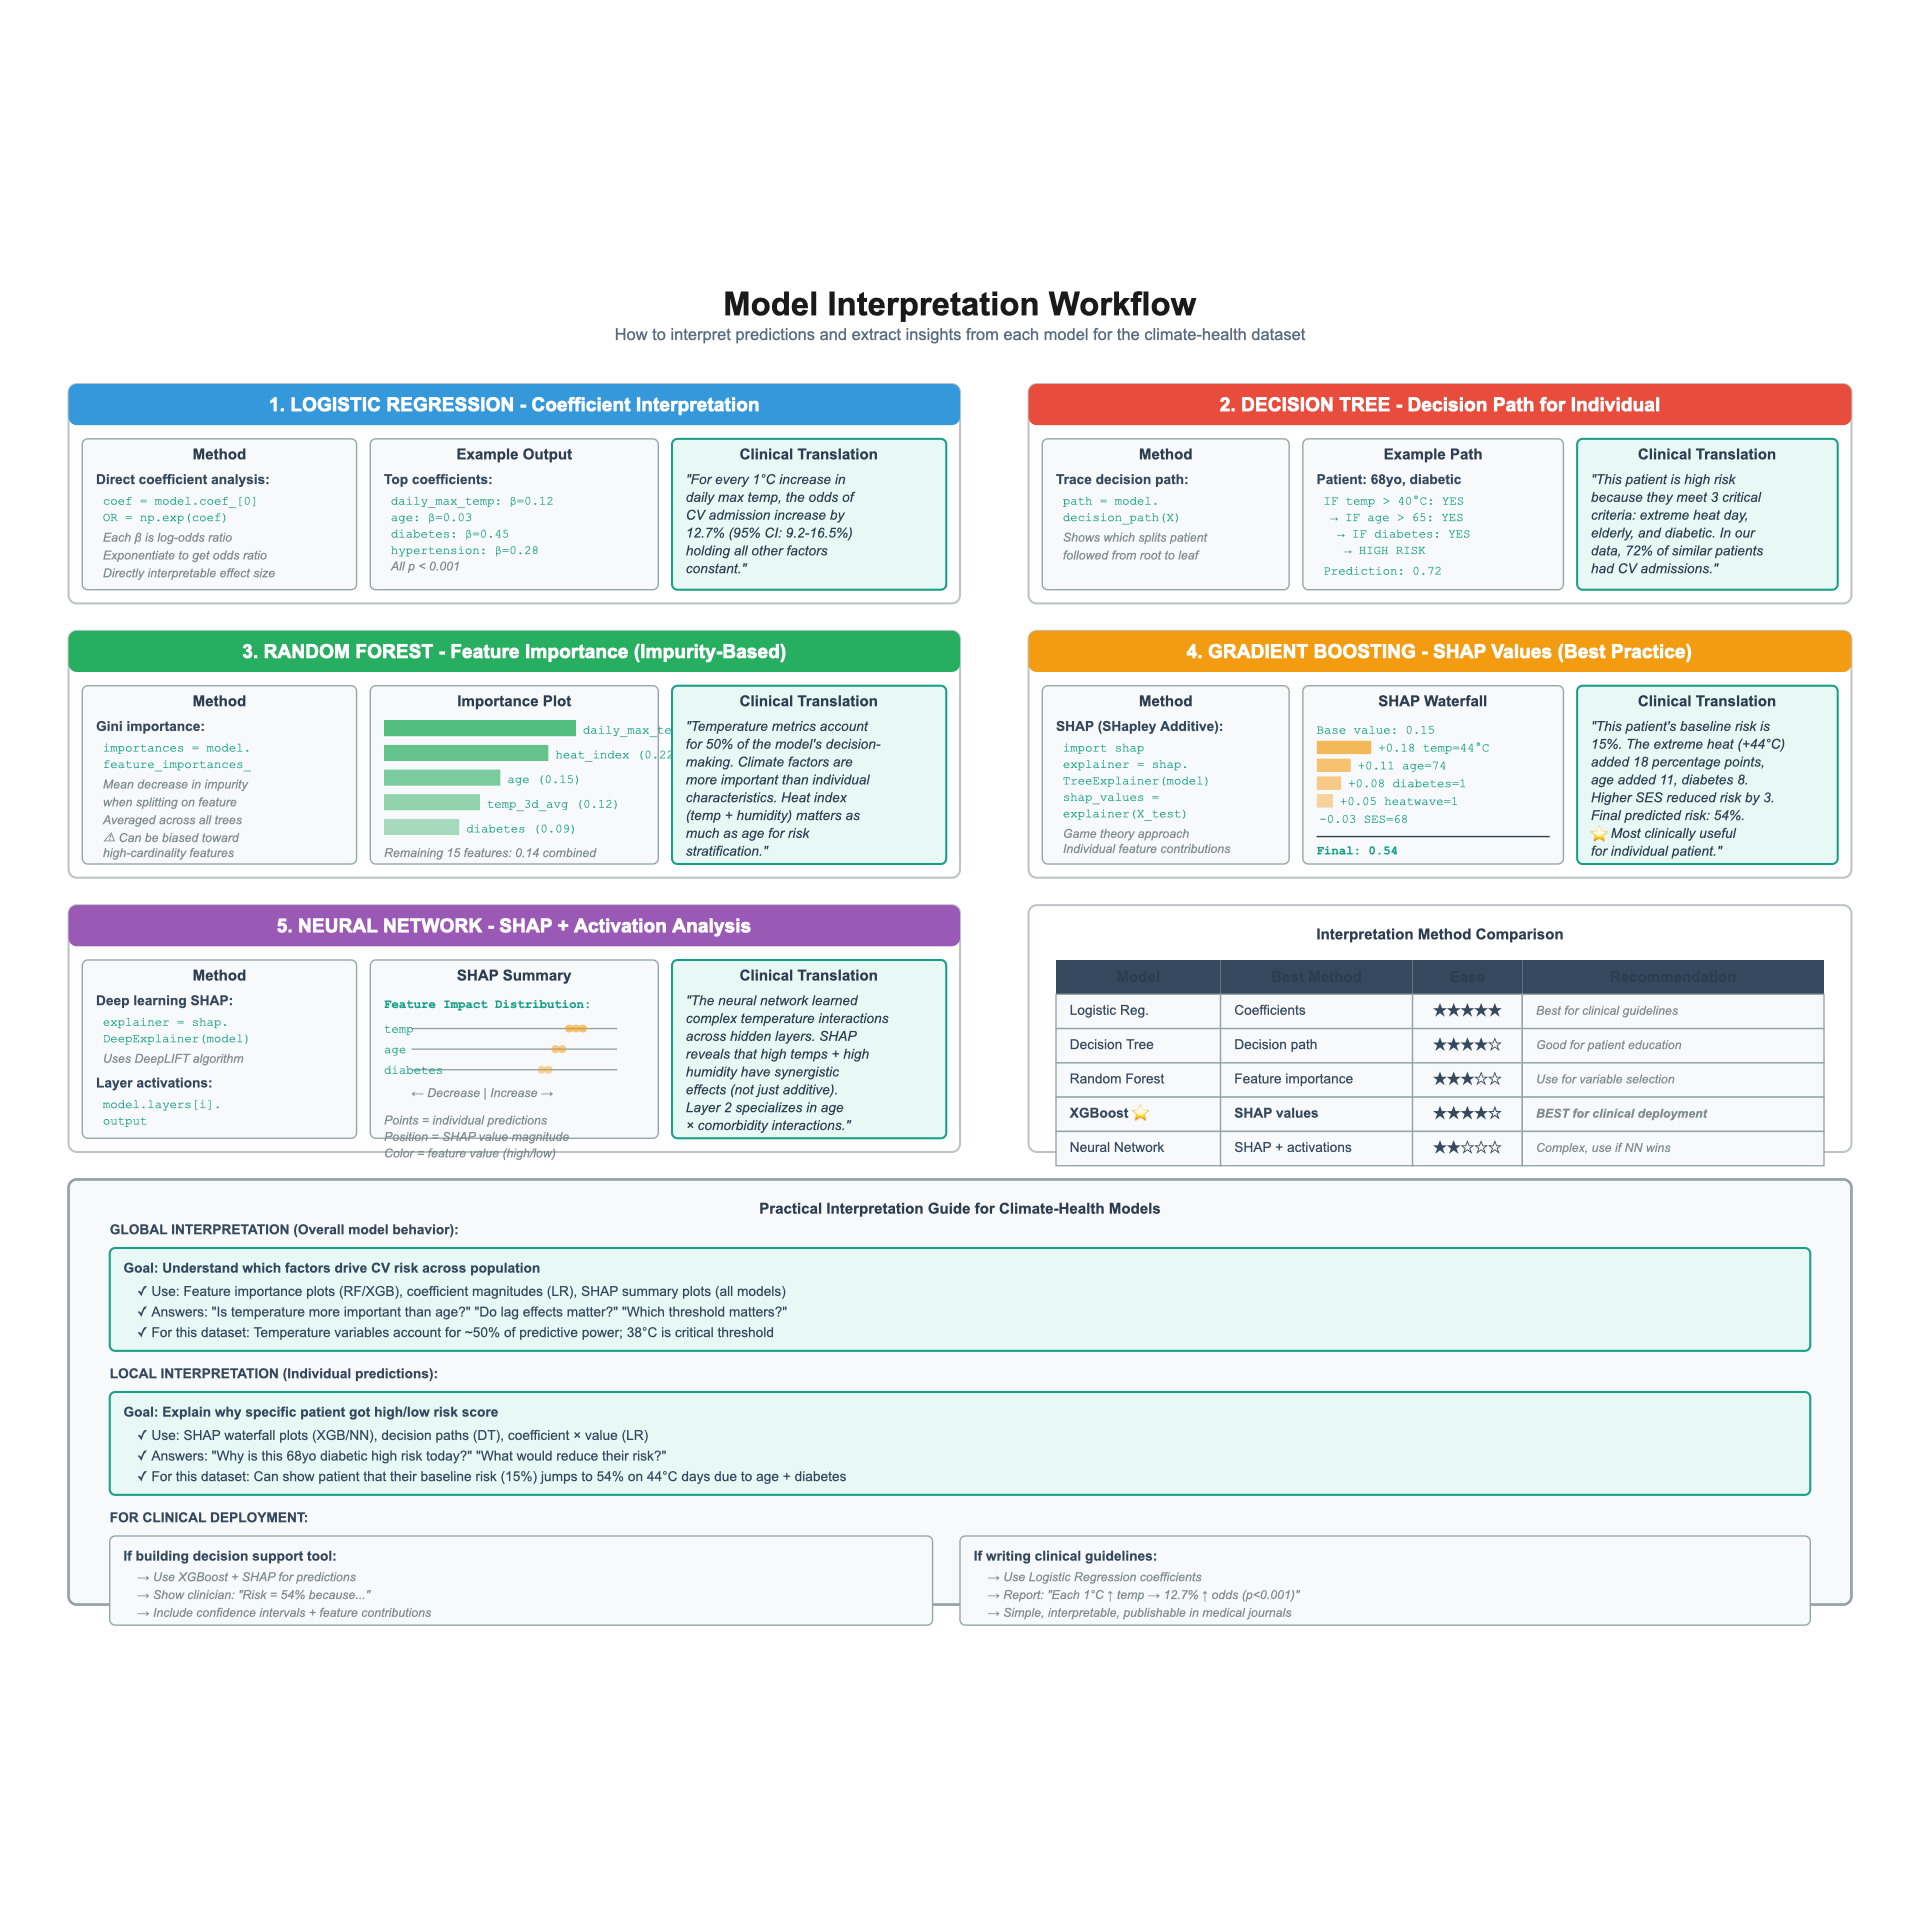 Model Interpretation Workflow
How to interpret predictions and extract insights from each model for the climate-health dataset
1. LOGISTIC REGRESSION - Coefficient Interpretation
Method
Direct coefficient analysis:
coef = model.coef_[0]
OR = np.exp(coef)
Each β is log-odds ratio
Exponentiate to get odds ratio
Directly interpretable effect size
Example Output
Top coefficients:
daily_max_temp: β=0.12
age: β=0.03
diabetes: β=0.45
hypertension: β=0.28
All p < 0.001
Clinical Translation
"For every 1°C increase in
daily max temp, the odds of
CV admission increase by
12.7% (95% CI: 9.2-16.5%)
holding all other factors
constant."
2. DECISION TREE - Decision Path for Individual
Method
Trace decision path:
path = model.
decision_path(X)
Shows which splits patient
followed from root to leaf
Example Path
Patient: 68yo, diabetic
IF temp > 40°C: YES
→ IF age > 65: YES
→ IF diabetes: YES
→ HIGH RISK
Prediction: 0.72
Clinical Translation
"This patient is high risk
because they meet 3 critical
criteria: extreme heat day,
elderly, and diabetic. In our
data, 72% of similar patients
had CV admissions."
3. RANDOM FOREST - Feature Importance (Impurity-Based)
Method
Gini importance:
importances = model.
feature_importances_
Mean decrease in impurity
when splitting on feature
Averaged across all trees
⚠ Can be biased toward
high-cardinality features
Importance Plot
daily_max_te
heat_index (0.22
age (0.15)
temp_3d_avg (0.12)
diabetes (0.09)
Remaining 15 features: 0.14 combined
Clinical Translation
"Temperature metrics account
for 50% of the model's decision-
making. Climate factors are
more important than individual
characteristics. Heat index
(temp + humidity) matters as
much as age for risk
stratification."
4. GRADIENT BOOSTING - SHAP Values (Best Practice)
Method
SHAP (SHapley Additive):
import shap
explainer = shap.
TreeExplainer(model)
shap_values =
explainer(X_test)
Game theory approach
Individual feature contributions
SHAP Waterfall
Base value: 0.15
+0.18 temp=44°C
+0.11 age=74
+0.08 diabetes=1
+0.05 heatwave=1
-0.03 SES=68
Final: 0.54
Clinical Translation
"This patient's baseline risk is
15%. The extreme heat (+44°C)
added 18 percentage points,
age added 11, diabetes 8.
Higher SES reduced risk by 3.
Final predicted risk: 54%.
⭐ Most clinically useful
for individual patient."
5. NEURAL NETWORK - SHAP + Activation Analysis
Method
Deep learning SHAP:
explainer = shap.
DeepExplainer(model)
Uses DeepLIFT algorithm
Layer activations:
model.layers[i].
output
SHAP Summary
Feature Impact Distribution:
temp
age
diabetes
← Decrease | Increase →
Points = individual predictions
Position = SHAP value magnitude
Color = feature value (high/low)
Clinical Translation
"The neural network learned
complex temperature interactions
across hidden layers. SHAP
reveals that high temps + high
humidity have synergistic
effects (not just additive).
Layer 2 specializes in age
× comorbidity interactions."
Interpretation Method Comparison
Model Best Method Ease Recommendation
Logistic Reg. Coefficients ★★★★★ Best for clinical guidelines
Decision Tree Decision path ★★★★☆ Good for patient education
Random Forest Feature importance ★★★☆☆ Use for variable selection
XGBoost ⭐ SHAP values ★★★★☆ BEST for clinical deployment
Neural Network SHAP + activations ★★☆☆☆ Complex, use if NN wins
Practical Interpretation Guide for Climate-Health Models
GLOBAL INTERPRETATION (Overall model behavior):
Goal: Understand which factors drive CV risk across population
✓ Use: Feature importance plots (RF/XGB), coefficient magnitudes (LR), SHAP summary plots (all models)
✓ Answers: "Is temperature more important than age?" "Do lag effects matter?" "Which threshold matters?"
✓ For this dataset: Temperature variables account for ~50% of predictive power; 38°C is critical threshold
LOCAL INTERPRETATION (Individual predictions):
Goal: Explain why specific patient got high/low risk score
✓ Use: SHAP waterfall plots (XGB/NN), decision paths (DT), coefficient × value (LR)
✓ Answers: "Why is this 68yo diabetic high risk today?" "What would reduce their risk?"
✓ For this dataset: Can show patient that their baseline risk (15%) jumps to 54% on 44°C days due to age + diabetes
FOR CLINICAL DEPLOYMENT:
If building decision support tool:
→ Use XGBoost + SHAP for predictions
→ Show clinician: "Risk = 54% because..."
→ Include confidence intervals + feature contributions
If writing clinical guidelines:
→ Use Logistic Regression coefficients
→ Report: "Each 1°C ↑ temp → 12.7% ↑ odds (p<0.001)"
→ Simple, interpretable, publishable in medical journals